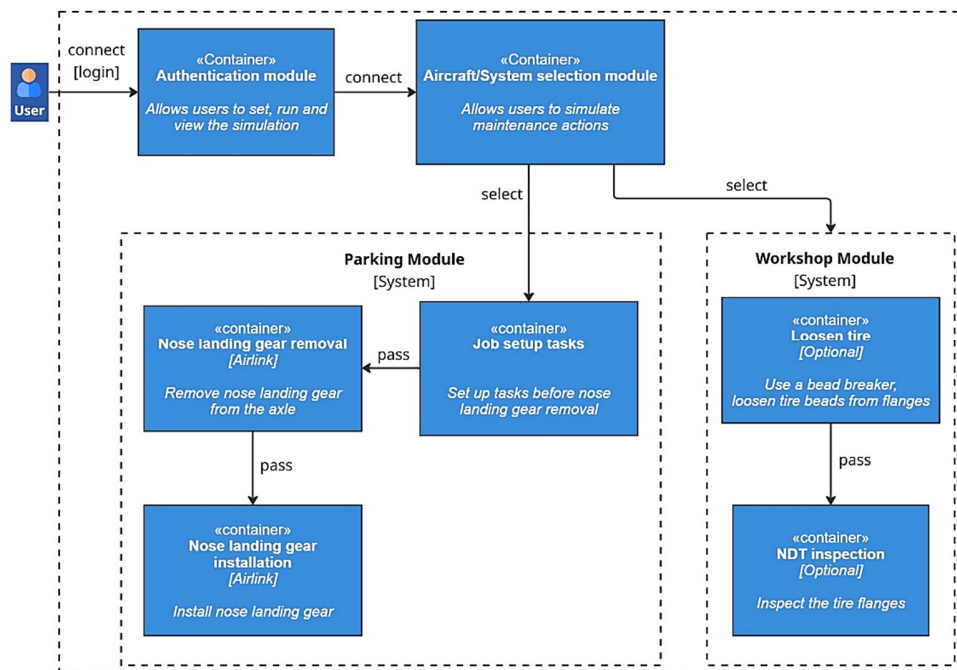 connect
[login]
User
«Container»
Authentication module
Allows users to set, run and
view the simulation
connect
«Container»
Aircraft/System selection module
Allows users to simulate
maintenance actions
select
select
Parking Module
[System]
«container»
Nose landing gear removal
[Airlink]
Remove nose landing gear
from the axle
pass
«container»
Job setup tasks
Set up tasks before nose
landing gear removal
pass
«container»
Nose landing gear
installation
[Airlink]
Install nose landing gear
Workshop Module
[System]
«container»
Loosen tire
[Optional]
Use a bead breaker,
loosen tire beads from flanges
pass
«container»
NDT inspection
[Optional]
Inspect the tire flanges